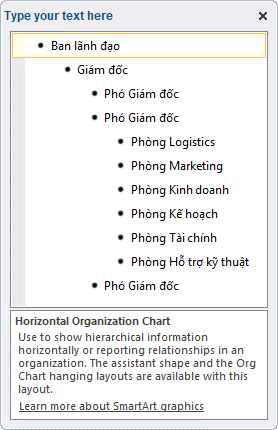 Type your text here
Ban lãnh đạo
Giám đốc
Phó Giám đốc
Phó Giám đốc
Phòng Logistics
Phòng Marketing
Phòng Kinh doanh
Phòng Kế hoạch
Phòng Tài chính
Phòng Hỗ trợ kỹ thuật
Phó Giám đốc
Horizontal Organization Chart
Use to show hierarchical information
horizontally or reporting relationships in an
organization. The assistant shape and the Org
Chart hanging layouts are available with this
layout.
Learn more about SmartArt graphics